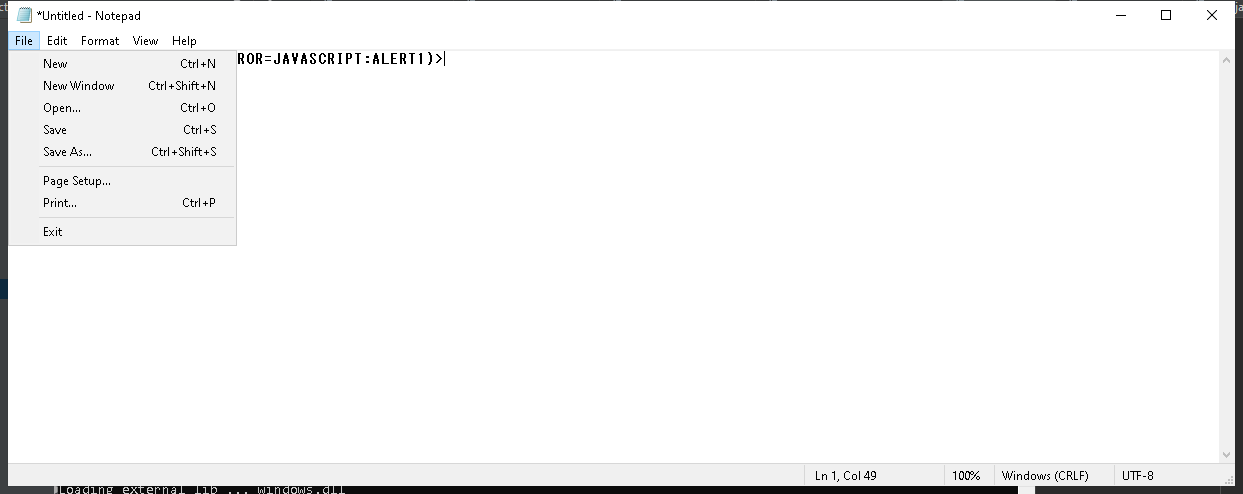 *Untitled - Notepad
File Edit Format View Help
ROR=JAVASCRIPT:ALERT1)>
New Ctrl+N
New Window Ctrl+Shift+N
Open... Ctrl+O
Save Ctrl+S
Save As... Ctrl+Shift+S
Page Setup...
Print... Ctrl+P
Exit
Ln 1, Col 49 100% Windows (CRLF) UTF-8
Loading external lib ... windows.dll